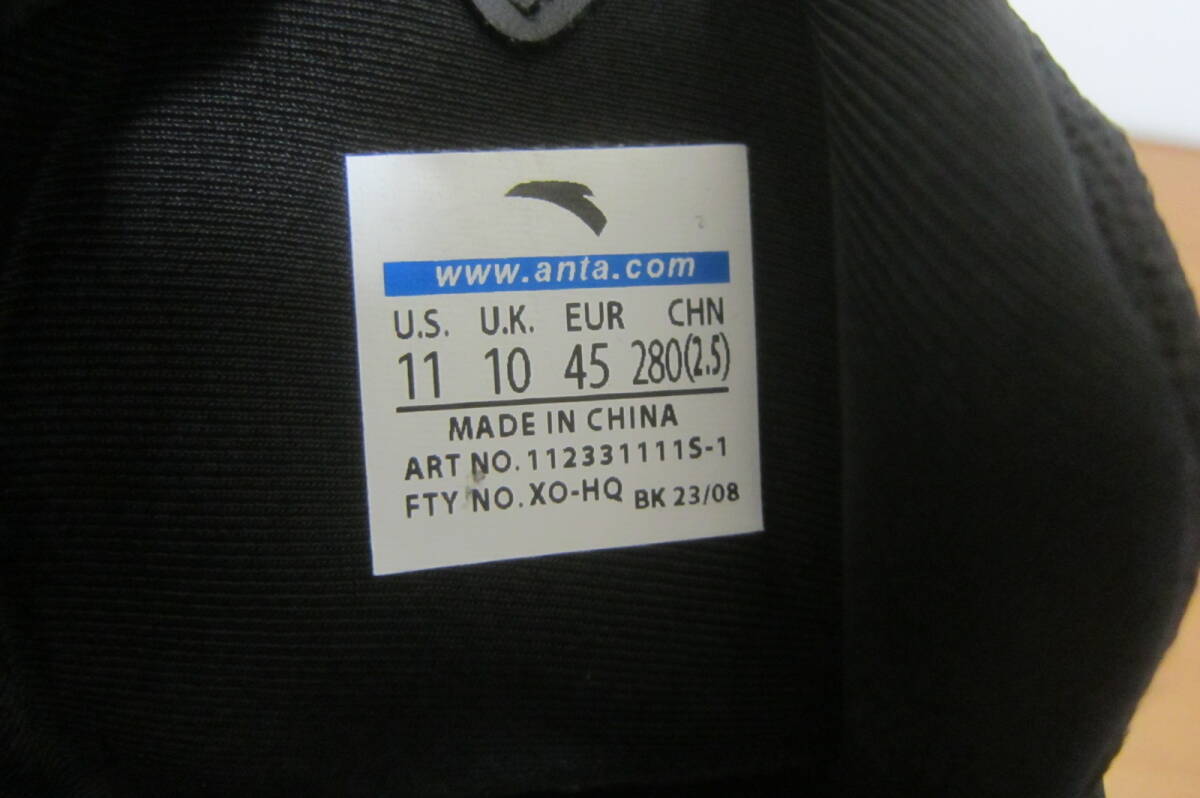 www.anta.com
U.S. U.K. EUR CHN
11 10 45 280(2.5)
MADE IN CHINA
ART NO. 112331111S-1
FTY NO. XO-HQ BK 23/08